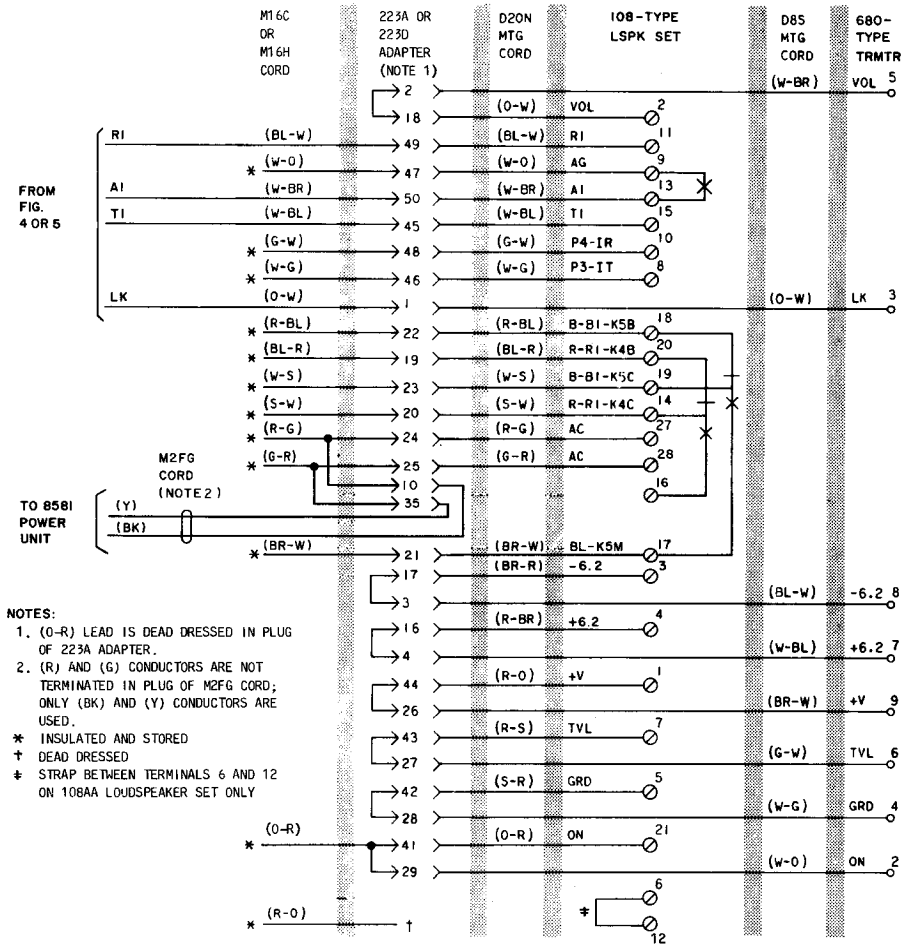 M16C OR M16H CORD
223A OR 223D ADAPTER (NOTE 1)
D20N MTG CORD
108-TYPE LSPK SET
D8S MTG CORD
680-TYPE TRMTR
2 (W-BR) VOL 5
18 (O-W) VOL 2
RI (BL-W) 49 (BL-W) RI 11
* (W-O) 47 (W-O) AG 9
FROM FIG. 4 OR 5
AI (W-BR) 50 (W-BR) AI 13
TI (W-BL) 45 (W-BL) TI 15
* (G-W) 48 (G-W) P4-IR 10
* (W-G) 46 (W-G) P3-IT 8
LK (O-W) 1 (O-W) LK 3
* (R-BL) 22 (R-BL) B-BI-K5B 18
* (BL-R) 19 (BL-R) R-RI-K4B 20
* (W-S) 23 (W-S) B-BI-K5C 19
* (S-W) 20 (S-W) R-RI-K4C 14
* (R-G) 24 (R-G) AC 27
* (G-R) 25 (G-R) AC 28
M2FG CORD (NOTE 2)
10 16
TO 85B1 POWER UNIT
(Y) 35
(BK)
* (BR-W) 21 (BR-W) BL-K5M 17
17 (BR-R) -6.2 3
3 (BL-W) -6.2 8
16 (R-BR) +6.2 4
4 (W-BL) +6.2 7
44 (R-O) +V 1
26 (BR-W) +V 9
43 (R-S) TVL 7
27 (G-W) TVL 6
42 (S-R) GRD 5
28 (W-G) GRD 4
* (O-R) 41 (O-R) ON 21
29 (W-O) ON 2
6
‡
* (R-O) †
12
NOTES:
1. (O-R) LEAD IS DEAD DRESSED IN PLUG
OF 223A ADAPTER.
2. (R) AND (G) CONDUCTORS ARE NOT
TERMINATED IN PLUG OF M2FG CORD;
ONLY (BK) AND (Y) CONDUCTORS ARE
USED.
* INSULATED AND STORED
† DEAD DRESSED
‡ STRAP BETWEEN TERMINALS 6 AND 12
ON 108AA LOUDSPEAKER SET ONLY